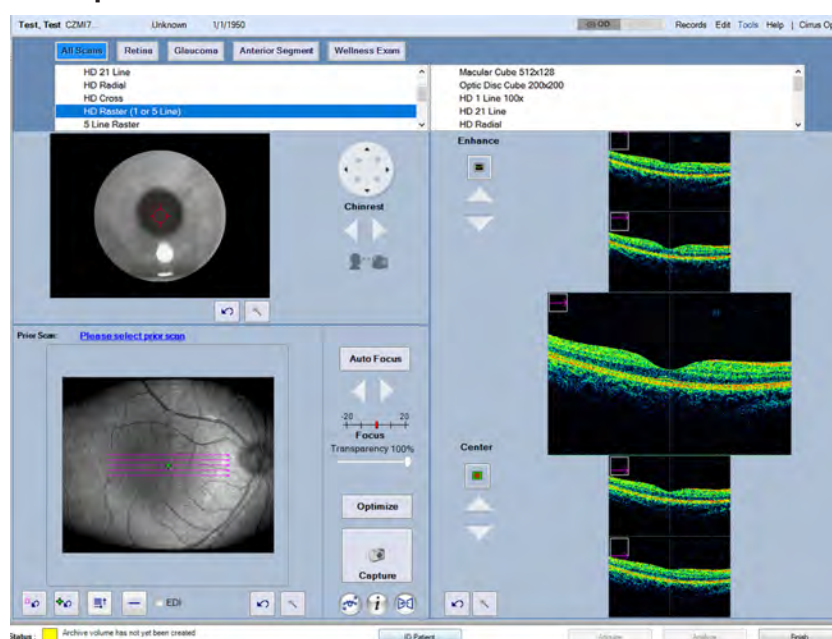 Test, Test CZMI7... Unknown 1/1/1950 OD Records Edit Tools Help | Cirrus Op
All Scans Retina Glaucoma Anterior Segment Wellness Exam
HD 21 Line
HD Radial
HD Cross
HD Raster (1 or 5 Line)
5 Line Raster
Macular Cube 512x128
Optic Disc Cube 200x200
HD 1 Line 100x
HD 21 Line
HD Radial
Chinrest
Enhance
Prior Scan: Please select prior scan
Auto Focus
-20 20
Focus
Transparency 100%
Optimize
Capture
Center
EDI
Status : Archive volume has not yet been created
ID Patient Analyze Finish